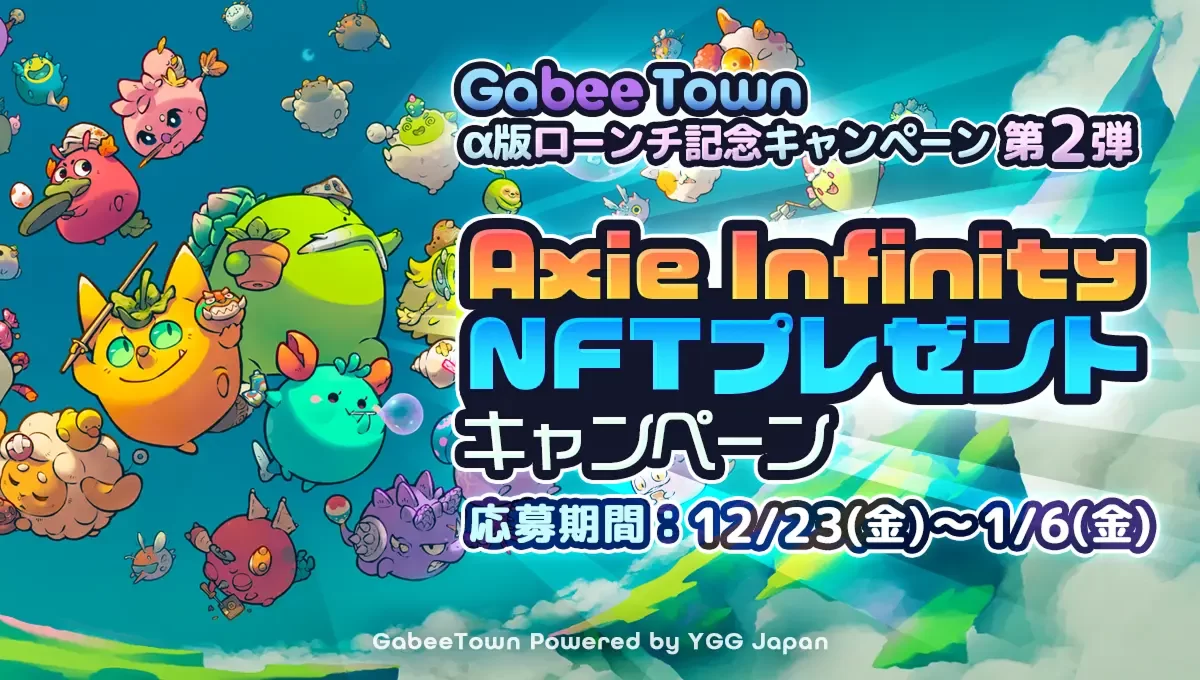 Gabee Town
α版ローンチ記念キャンペーン 第2弾
Axie Infinity
NFTプレゼント
キャンペーン
応募期間：12/23(金)～1/6(金)
GabeeTown Powered by YGG Japan